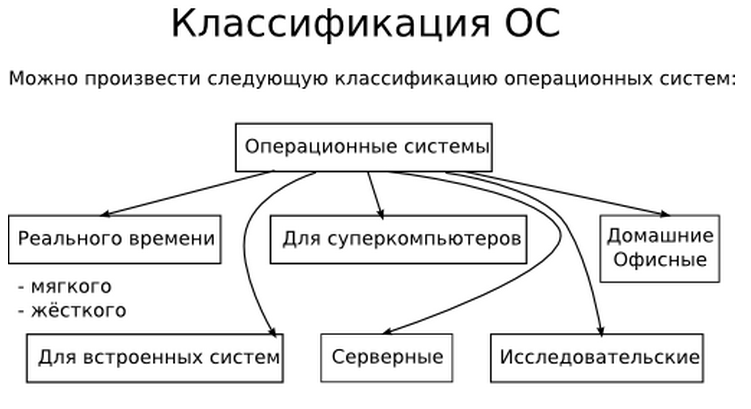 Классификация ОС
Можно произвести следующую классификацию операционных систем:
Операционные системы
Реального времени
Для суперкомпьютеров
Домашние
Офисные
- мягкого
- жёсткого
Для встроенных систем
Серверные
Исследовательские